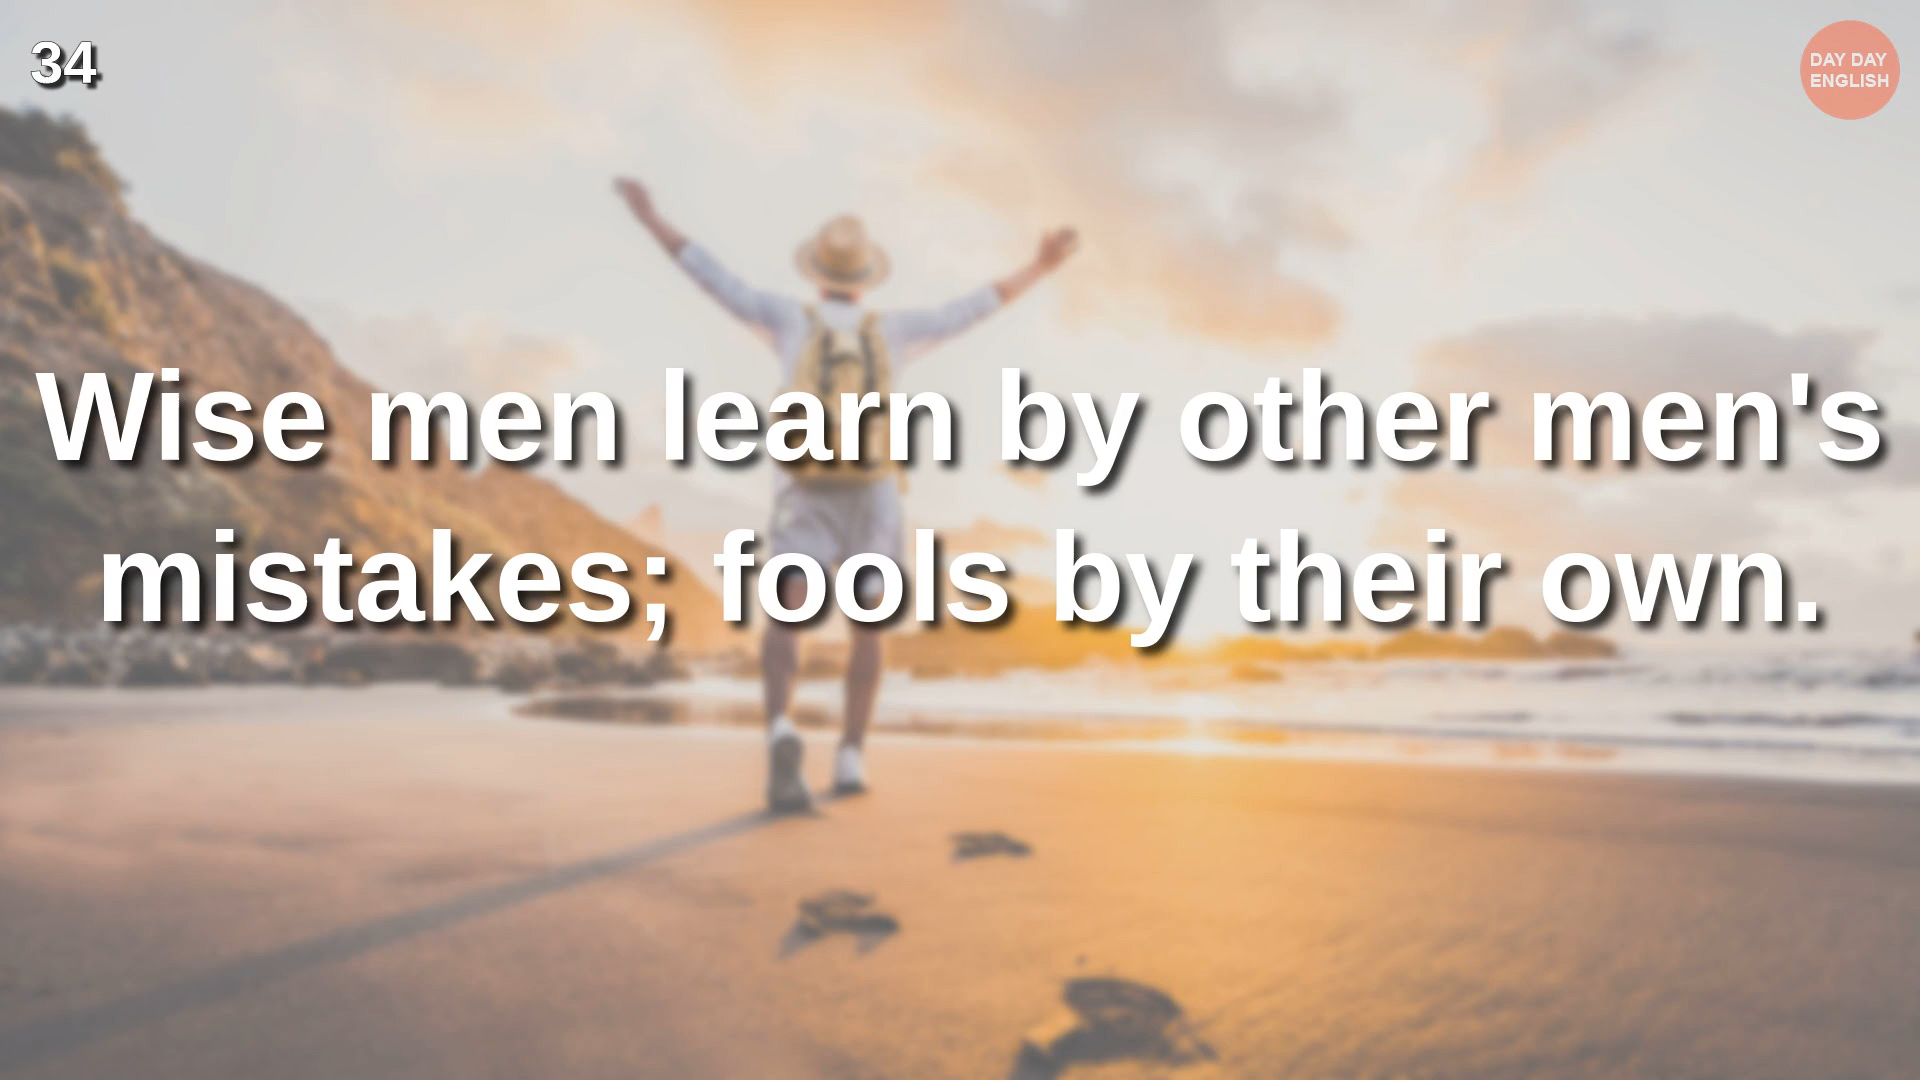 34
DAY DAY
ENGLISH
Wise men learn by other men's
mistakes; fools by their own.